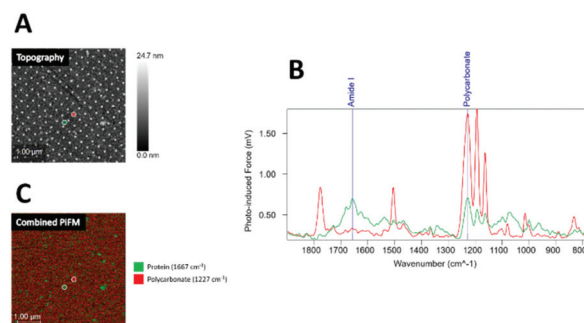 A
Topography
24.7 nm
0.0 nm
1.00 μm
B
Amide I
Polycarbonate
Photo-induced Force (mV)
1.50
1.00
0.50
1800 1700 1600 1500 1400 1300 1200 1100 1000 900 800
Wavenumber (cm^-1)
C
Combined PiFM
1.00 μm
Protein (1667 cm⁻¹)
Polycarbonate (1227 cm⁻¹)